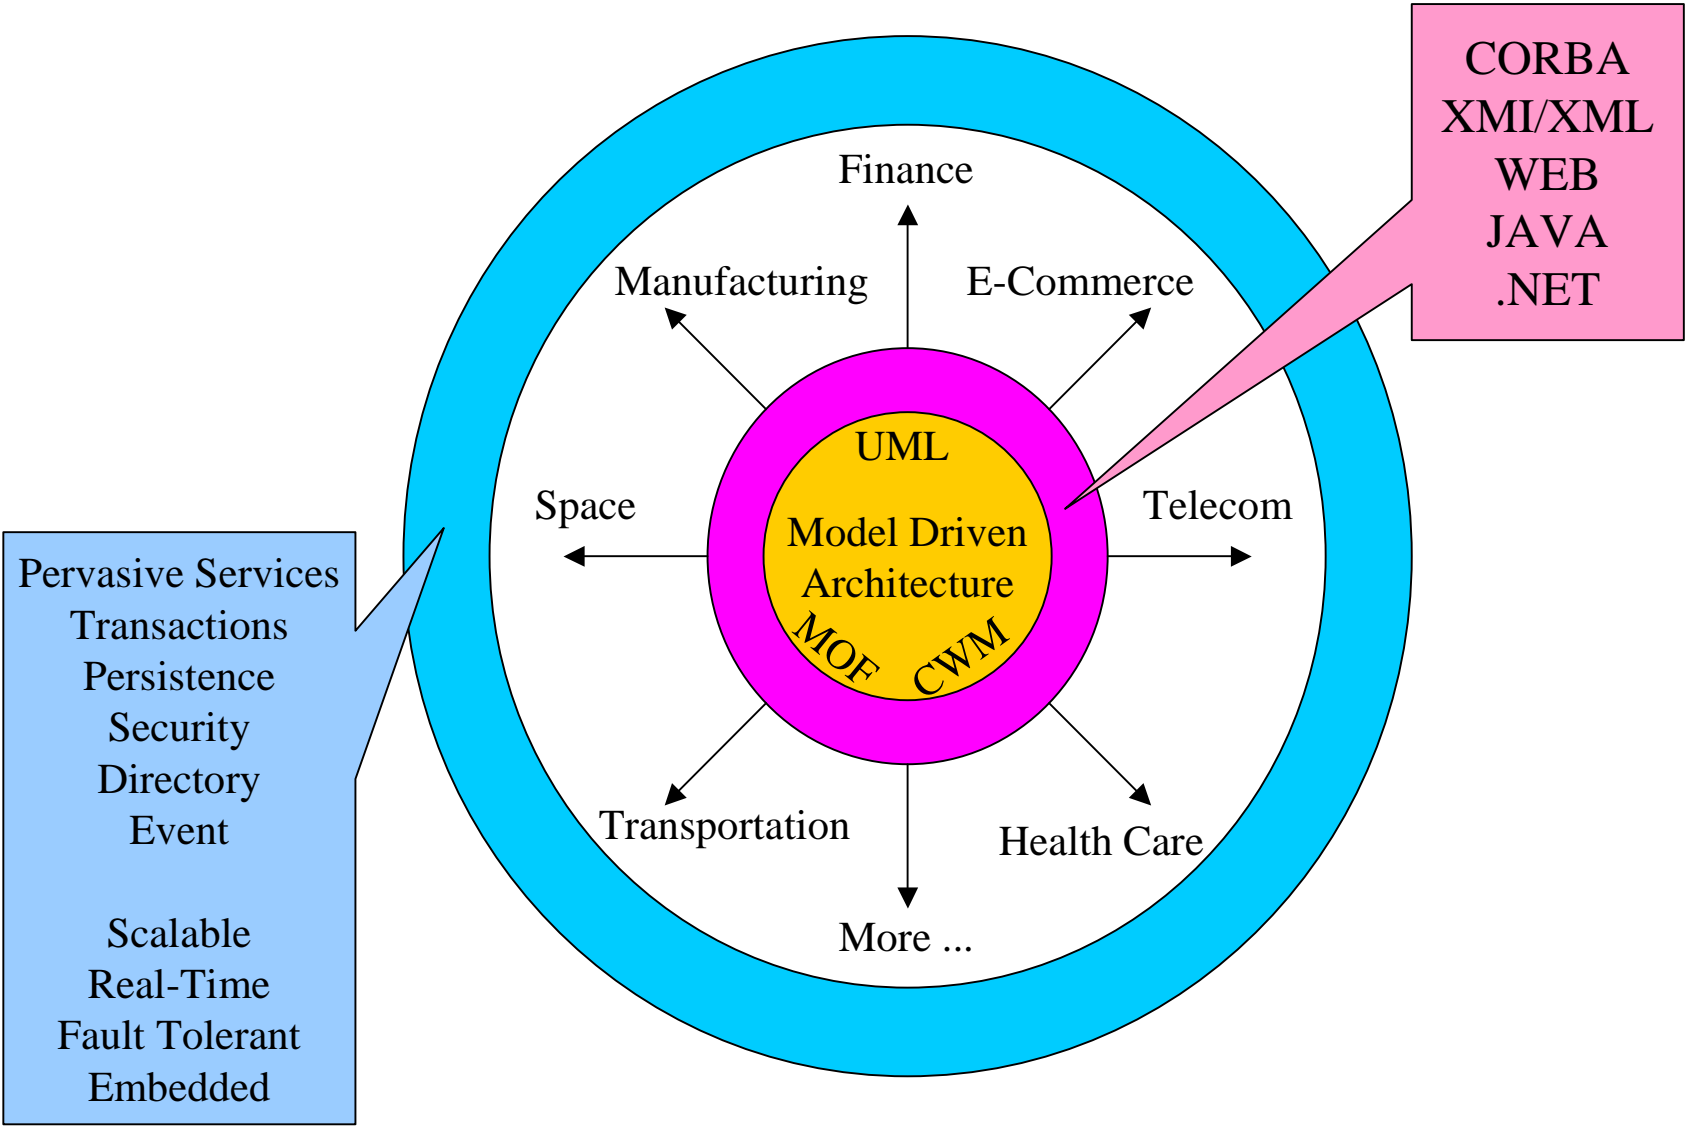 CORBA
XMI/XML
WEB
JAVA
.NET
Finance
Manufacturing
E-Commerce
UML
Space
Telecom
Model Driven
Architecture
MOF
CWM
Transportation
Health Care
More ...
Pervasive Services
Transactions
Persistence
Security
Directory
Event
Scalable
Real-Time
Fault Tolerant
Embedded